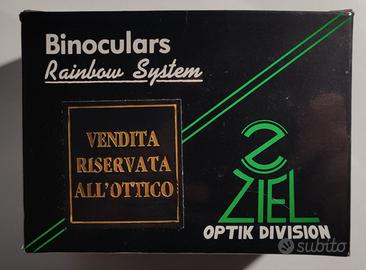 Binoculars
Rainbow System
VENDITA
RISERVATA
ALL'OTTICO
ZIEL
OPTIK DIVISION
subito